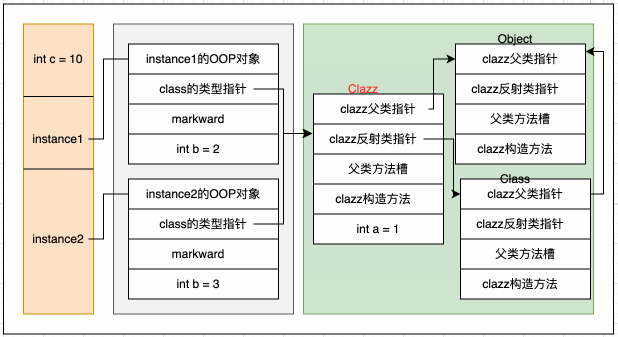 int c = 10
instance1
instance2
instance1的OOP对象
class的类型指针
markward
int b = 2
instance2的OOP对象
class的类型指针
markward
int b = 3
Clazz
clazz父类指针
clazz反射类指针
父类方法槽
clazz构造方法
int a = 1
Object
clazz父类指针
clazz反射类指针
父类方法槽
clazz构造方法
Class
clazz父类指针
clazz反射类指针
父类方法槽
clazz构造方法